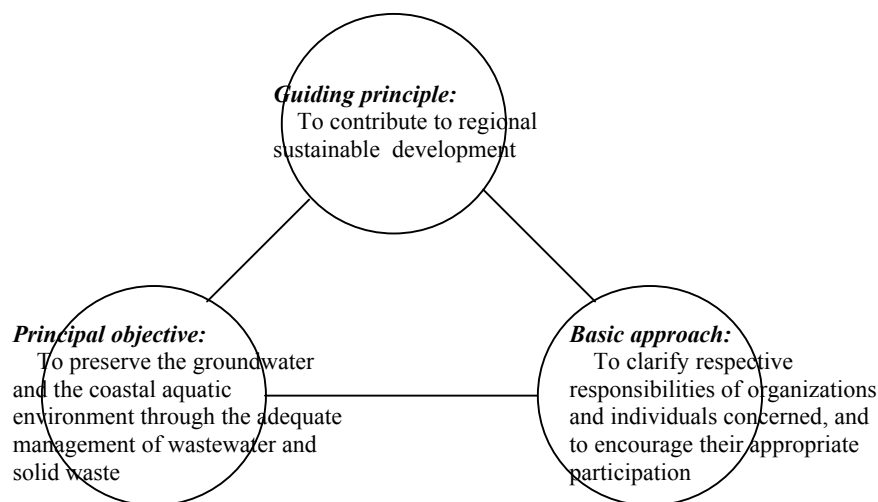 Guiding principle:
To contribute to regional
sustainable development
Principal objective:
To preserve the groundwater
and the coastal aquatic
environment through the adequate
management of wastewater and
solid waste
Basic approach:
To clarify respective
responsibilities of organizations
and individuals concerned, and
to encourage their appropriate
participation